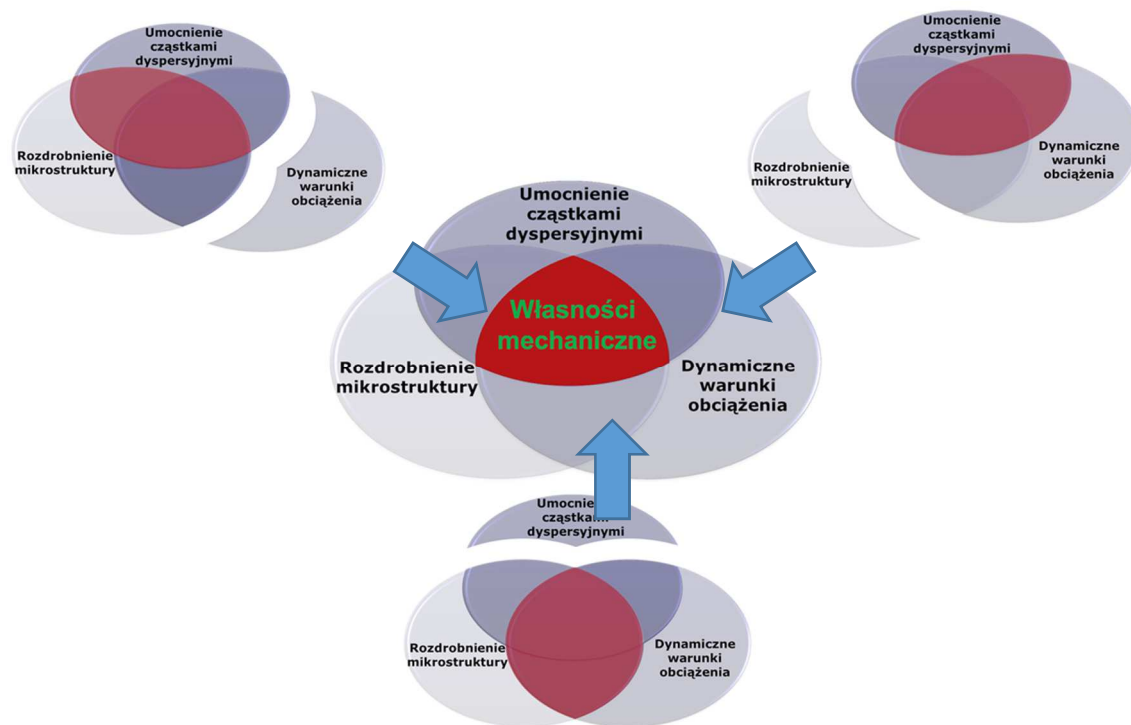 Umocnienie
cząstkami
dyspersyjnymi
Rozdrobnienie
mikrostruktury
Dynamiczne
warunki
obciążenia
Umocnienie
cząstkami
dyspersyjnymi
Rozdrobnienie
mikrostruktury
Dynamiczne
warunki
obciążenia
Umocnienie
cząstkami
dyspersyjnymi
Własności
mechaniczne
Rozdrobnienie
mikrostruktury
Dynamiczne
warunki
obciążenia
Umocnienie
cząstkami
dyspersyjnymi
Rozdrobnienie
mikrostruktury
Dynamiczne
warunki
obciążenia